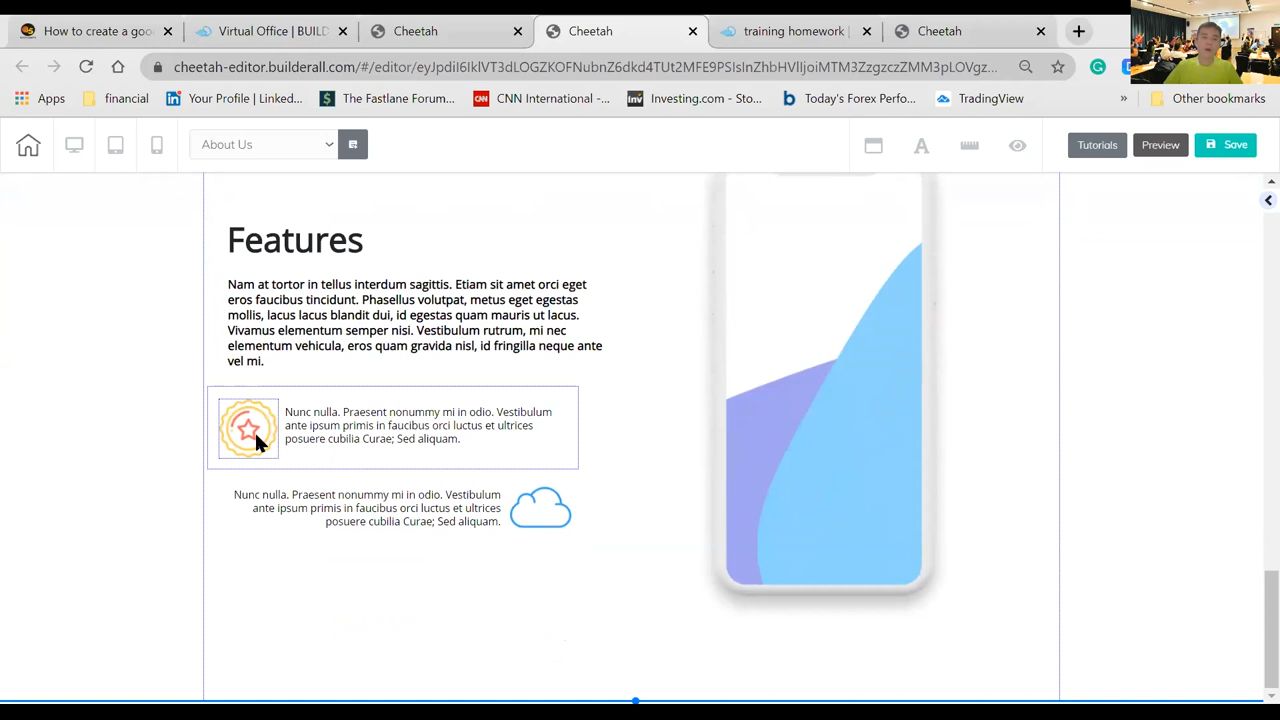 How to create a goo
Virtual Office | BUILD
Cheetah
Cheetah
training homework |
Cheetah
cheetah-editor.builderall.com/#/editor/ey
Apps
financial
Your Profile | Linked...
The Fastlane Forum...
CNN International -...
Investing.com - Sto...
Today's Forex Perfo...
TradingView
»
Other bookmarks
About Us
Tutorials
Preview
Save
Features
Nam at tortor in tellus interdum sagittis. Etiam sit amet orci eget
eros faucibus tincidunt. Phasellus volutpat, metus eget egestas
mollis, lacus lacus blandit dui, id egestas quam mauris ut lacus.
Vivamus elementum semper nisi. Vestibulum rutrum, mi nec
elementum vehicula, eros quam gravida nisl, id fringilla neque ante
vel mi.
Nunc nulla. Praesent nonummy mi in odio. Vestibulum
ante ipsum primis in faucibus orci luctus et ultrices
posuere cubilia Curae; Sed aliquam.
Nunc nulla. Praesent nonummy mi in odio. Vestibulum
ante ipsum primis in faucibus orci luctus et ultrices
posuere cubilia Curae; Sed aliquam.